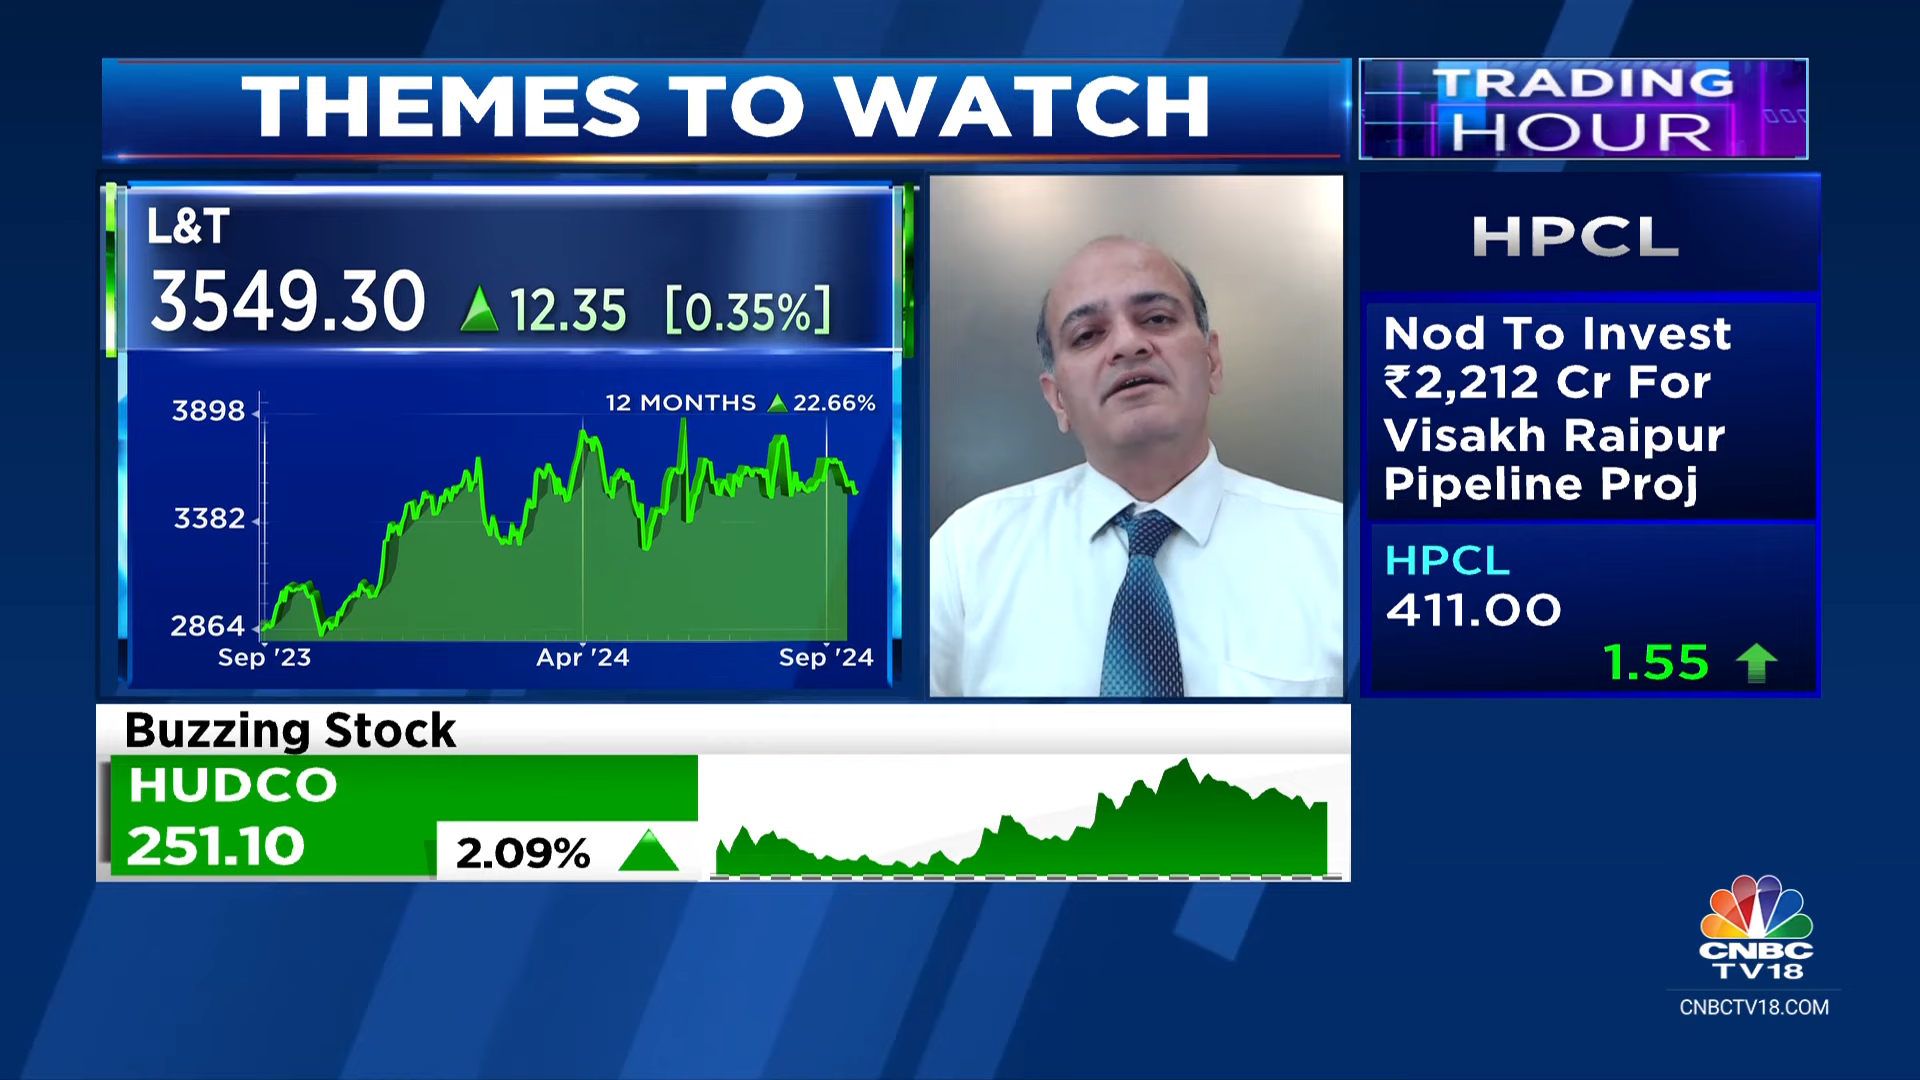 THEMES TO WATCH
TRADING
HOUR
L&T
3549.30 ▲ 12.35 [0.35%]
12 MONTHS ▲ 22.66%
3898
3382
2864
Sep '23
Apr '24
Sep '24
HPCL
Nod To Invest
₹2,212 Cr For
Visakh Raipur
Pipeline Proj
HPCL
411.00
1.55
Buzzing Stock
HUDCO
251.10
2.09%
CNBC
TV18
CNBCTV18.COM